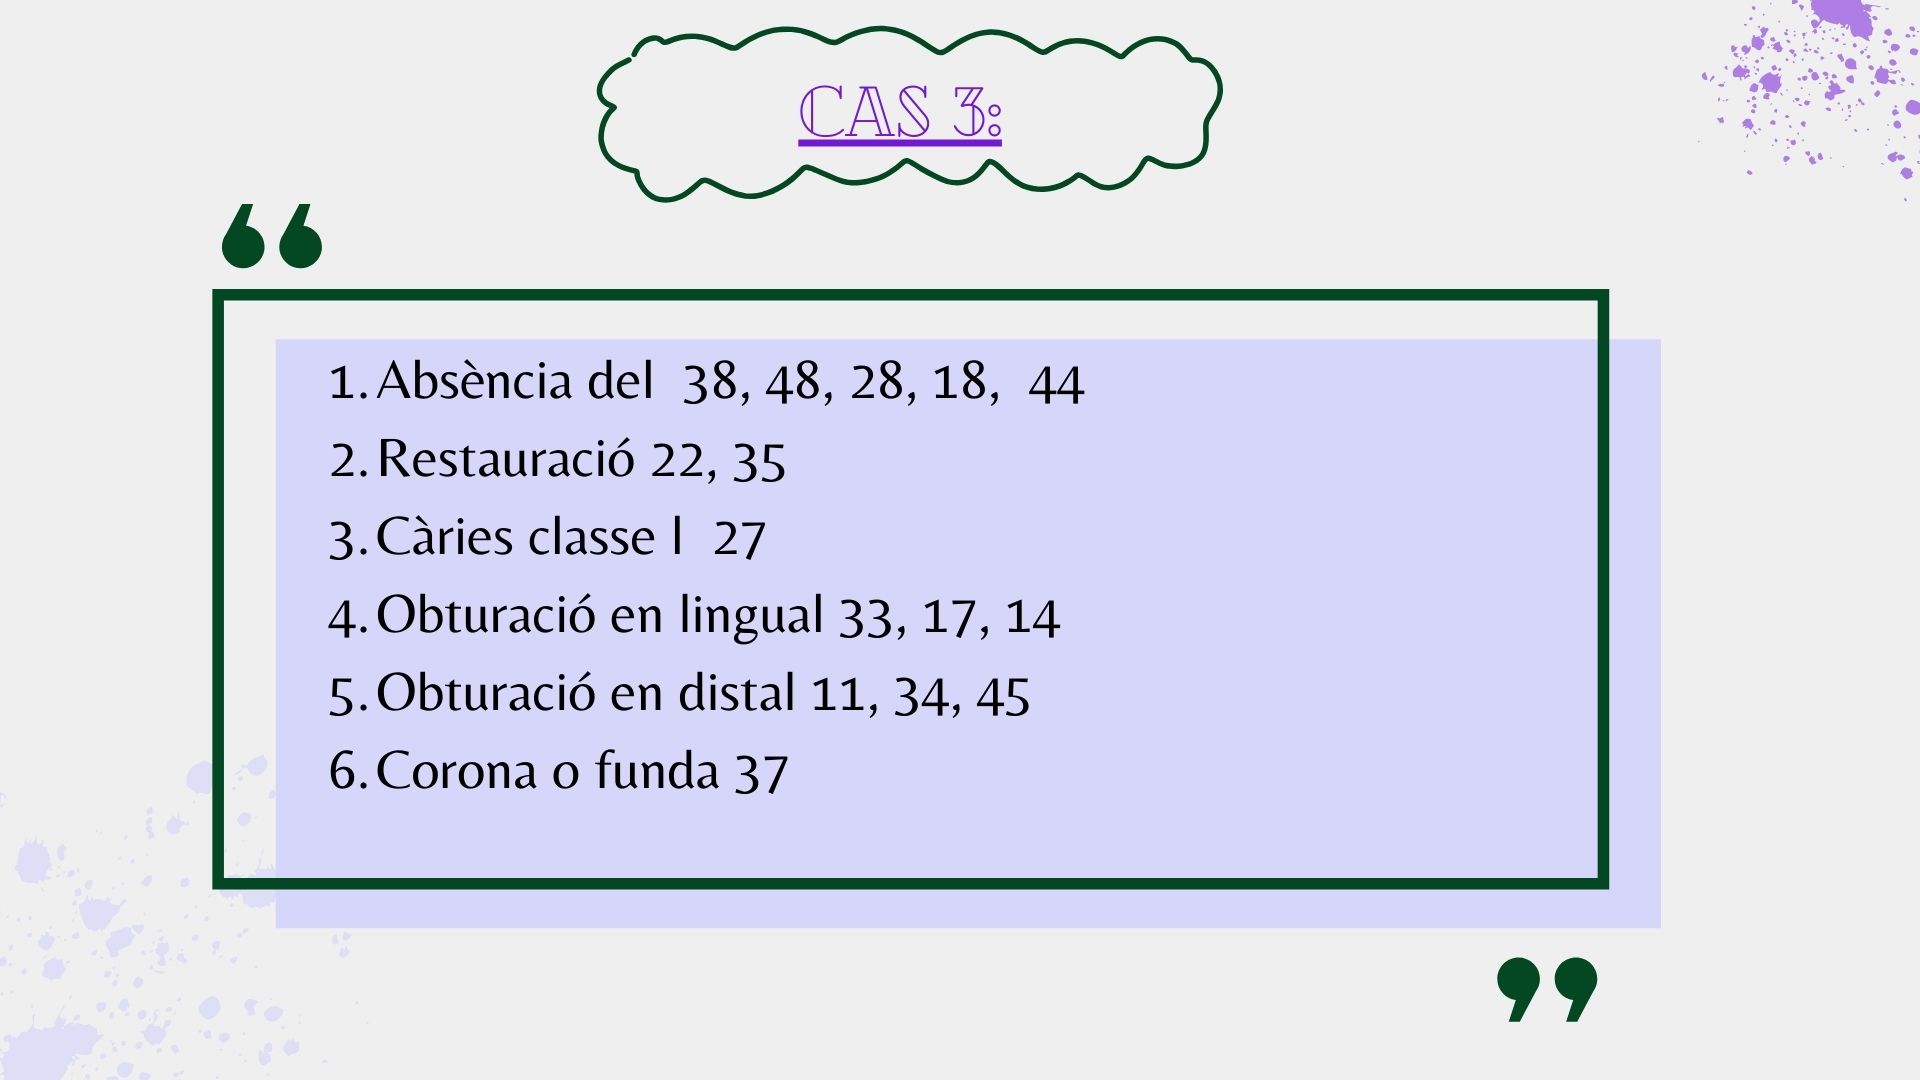 CAS 3:
1. Absència del 38, 48, 28, 18, 44
2. Restauració 22, 35
3. Càries classe l 27
4. Obturació en lingual 33, 17, 14
5. Obturació en distal 11, 34, 45
6. Corona o funda 37